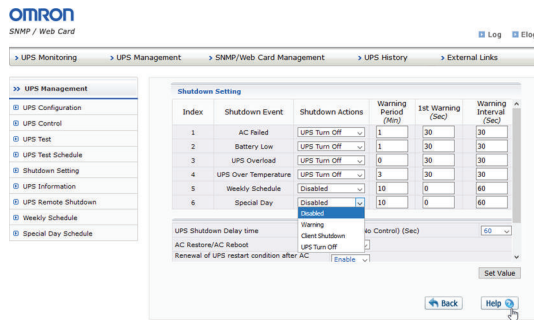 OMRON
SNMP / Web Card
Log Elog
> UPS Monitoring > UPS Management > SNMP/Web Card Management > UPS History > External Links
>> UPS Management
UPS Configuration
UPS Control
UPS Test
UPS Test Schedule
Shutdown Setting
UPS Information
UPS Remote Shutdown
Weekly Schedule
Special Day Schedule
Shutdown Setting
Index Shutdown Event Shutdown Actions Warning Period (Min) 1st Warning (Sec) Warning Interval (Sec)
1 AC Failed UPS Turn Off 1 30 30
2 Battery Low UPS Turn Off 1 30 30
3 UPS Overload UPS Turn Off 0 30 30
4 UPS Over Temperature UPS Turn Off 3 30 30
5 Weekly Schedule Disabled 10 0 60
6 Special Day Disabled 10 0 60
Disabled
Warning
Client Shutdown
UPS Turn Off
UPS Shutdown Delay time No Control) (Sec) 60
AC Restore/AC Reboot
Renewal of UPS restart condition after AC Enable
Set Value
Back Help